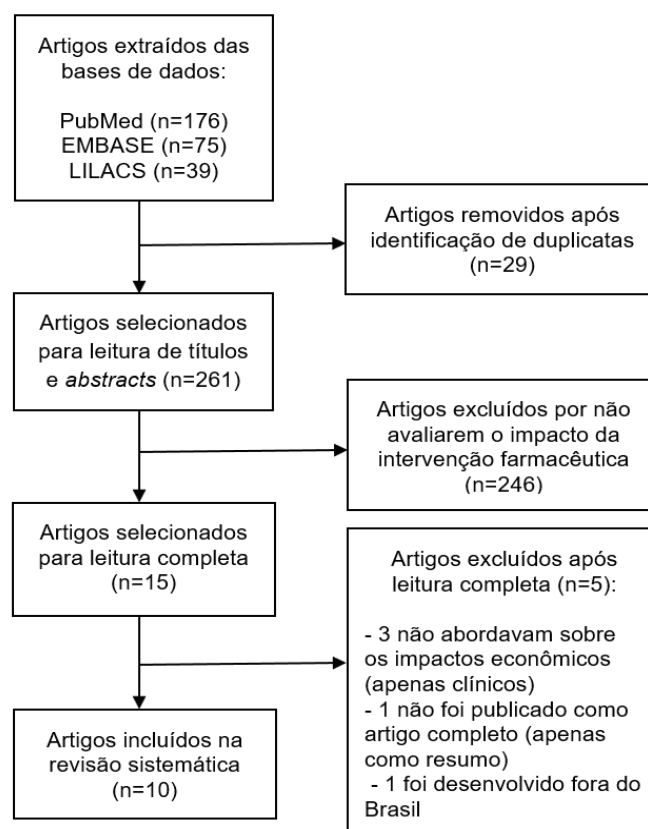 Artigos extraídos das
bases de dados:
PubMed (n=176)
EMBASE (n=75)
LILACS (n=39)
Artigos removidos após
identificação de duplicatas
(n=29)
Artigos selecionados
para leitura de títulos
e abstracts (n=261)
Artigos excluídos por não
avaliarem o impacto da
intervenção farmacêutica
(n=246)
Artigos selecionados
para leitura completa
(n=15)
Artigos excluídos após
leitura completa (n=5):
- 3 não abordavam sobre
os impactos econômicos
(apenas clínicos)
- 1 não foi publicado como
artigo completo (apenas
como resumo)
- 1 foi desenvolvido fora do
Brasil
Artigos incluídos na
revisão sistemática
(n=10)